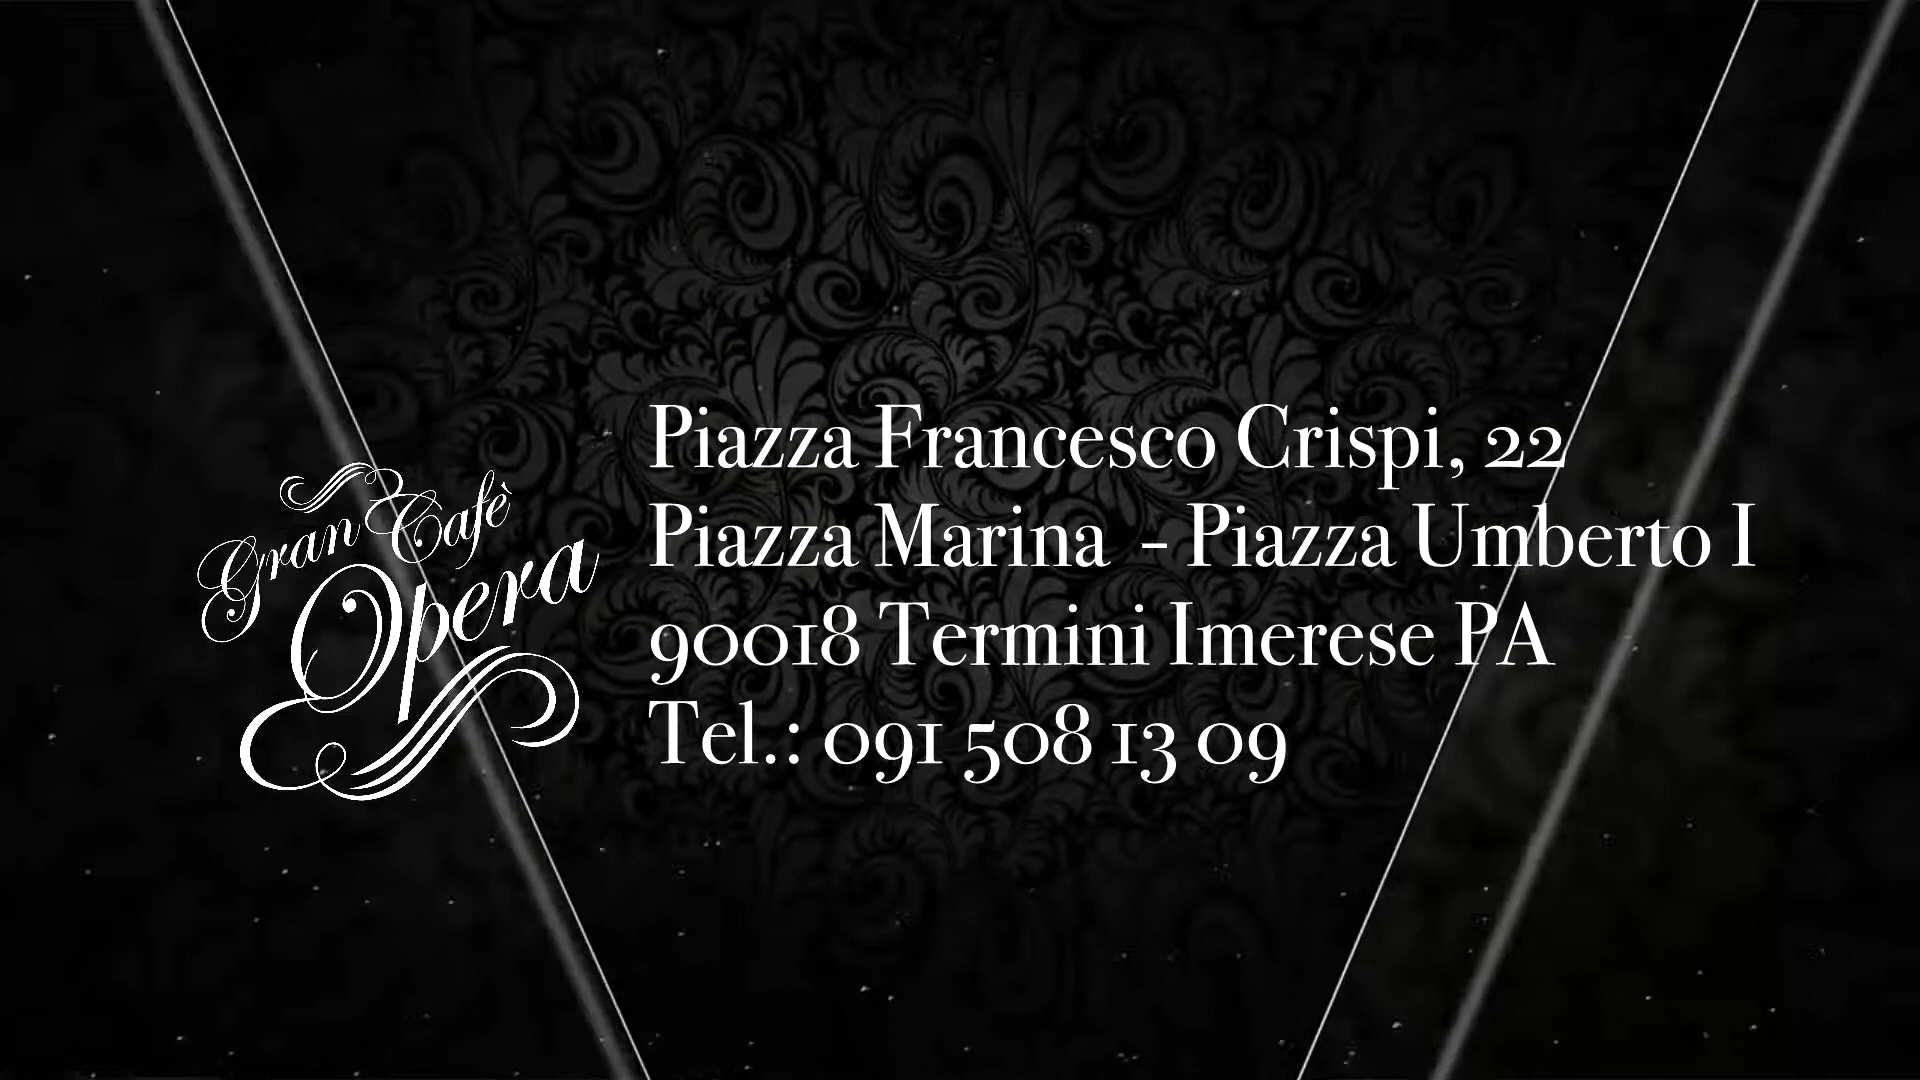 Gran Cafè
Opera
Piazza Francesco Crispi, 22
Piazza Marina - Piazza Umberto I
90018 Termini Imerese PA
Tel.: 091 508 13 09